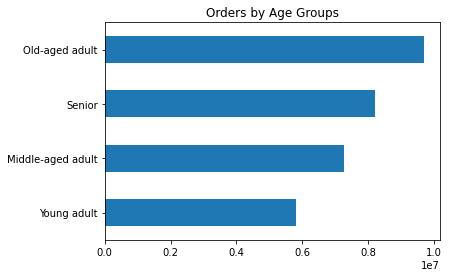 Orders by Age Groups
Old-aged adult
Senior
Middle-aged adult
Young adult
0.0 0.2 0.4 0.6 0.8 1.0
1e7